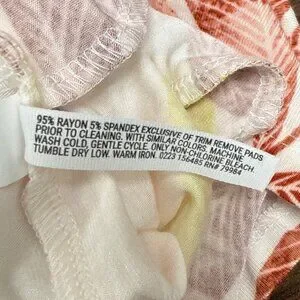 95% RAYON 5% SPANDEX EXCLUSIVE OF TRIM REMOVE PADS
PRIOR TO CLEANING. WITH SIMILAR COLORS. MACHINE
WASH COLD, GENTLE CYCLE. ONLY NON-CHLORINE BLEACH.
TUMBLE DRY LOW. WARM IRON. 0223 156485 RN# 79984